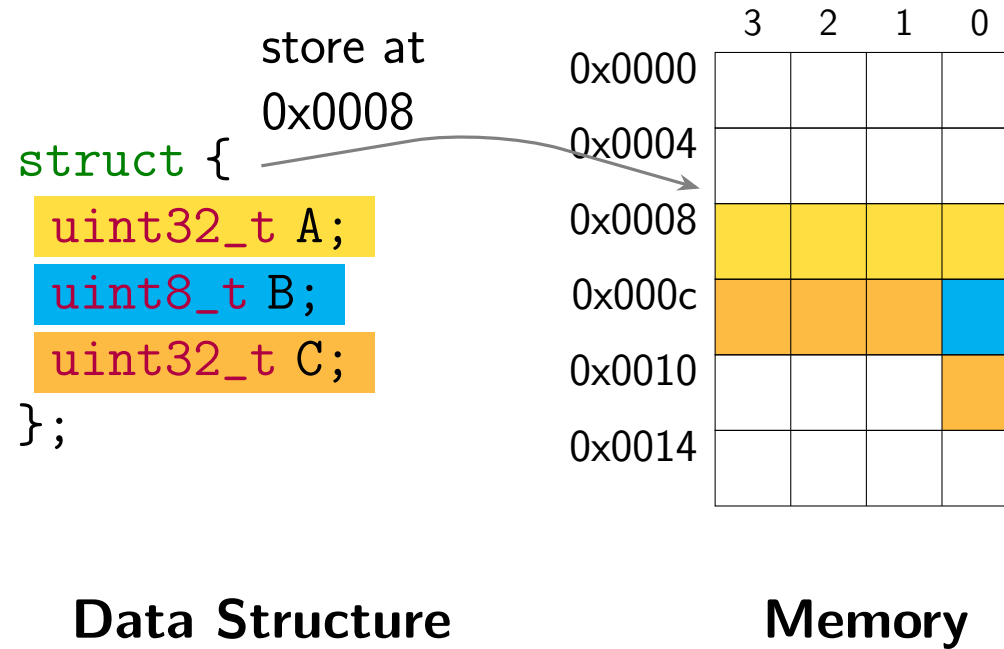 store at
0x0008
struct {
uint32_t A;
uint8_t B;
uint32_t C;
};
Data Structure
3 2 1 0
0x0000
0x0004
0x0008
0x000c
0x0010
0x0014
Memory